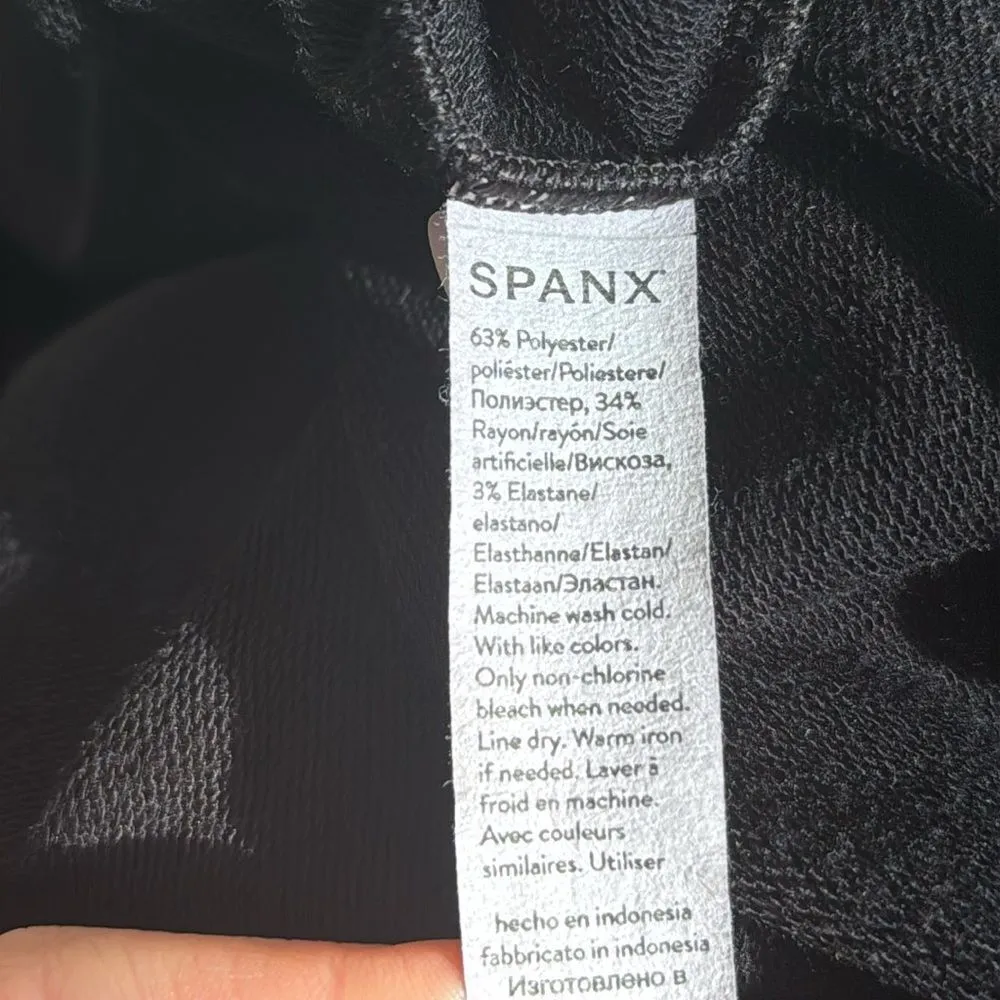 SPANX
63% Polyester/
poliéster/Poliestere/
Полиэстер, 34%
Rayon/rayón/Soie
artificielle/Вискоза,
3% Elastane/
elastano/
Elasthanne/Elastan/
Elastaan/Эластан.
Machine wash cold.
With like colors.
Only non-chlorine
bleach when needed.
Line dry. Warm iron
if needed. Laver à
froid en machine.
Avec couleurs
similaires. Utiliser
hecho en indonesia
fabbricato in indonesia
Изготовлено в